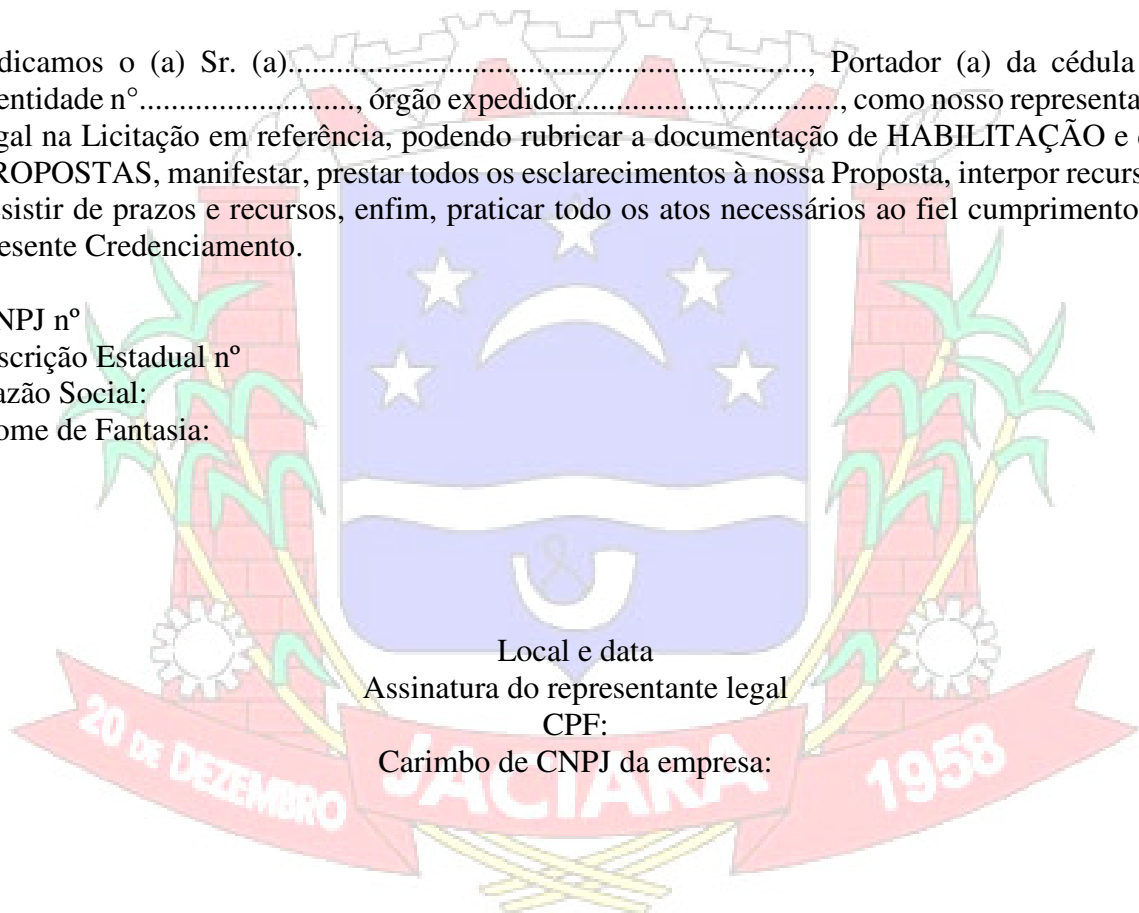 dicamos o (a) Sr. (a)................................................................, Portador (a) da cédula
entidade n°..........................., órgão expedidor................................, como nosso representa
gal na Licitação em referência, podendo rubricar a documentação de HABILITAÇÃO e
ROPOSTAS, manifestar, prestar todos os esclarecimentos à nossa Proposta, interpor recurs
sistir de prazos e recursos, enfim, praticar todo os atos necessários ao fiel cumprimento
esente Credenciamento.
NPJ nº
scrição Estadual nº
azão Social:
ome de Fantasia:
Local e data
Assinatura do representante legal
CPF:
Carimbo de CNPJ da empresa:
20 DE DEZEMBRO
JACIARA
1958